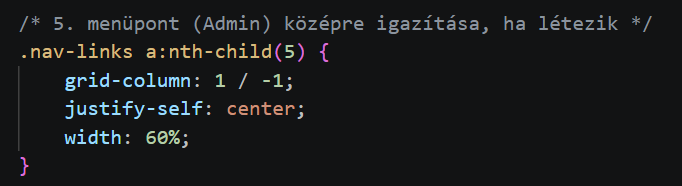 /* 5. menüpont (Admin) középre igazítása, ha létezik */
.nav-links a:nth-child(5) {
    grid-column: 1 / -1;
    justify-self: center;
    width: 60%;
}